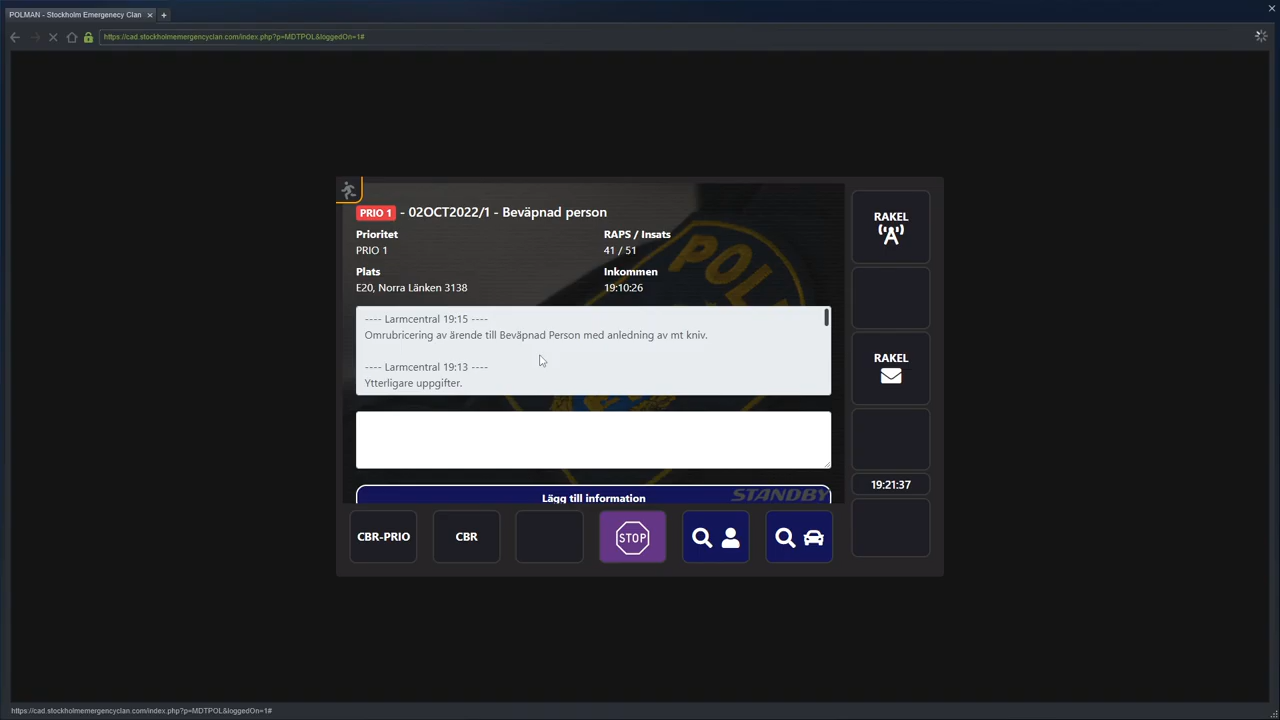 POLMAN - Stockholm Emergenecy Clan
https://cad.stockholmemergencyclan.com/index.php?p=MDTPOL&loggedOn=1#
PRIO 1 - 02OCT2022/1 - Beväpnad person
Prioritet
PRIO 1
RAPS / Insats
41 / 51
Plats
E20, Norra Länken 3138
Inkommen
19:10:26
---- Larmcentral 19:15 ----
Omrubricering av ärende till Beväpnad Person med anledning av mt kniv.
---- Larmcentral 19:13 ----
Ytterligare uppgifter.
Lägg till information
STANDBY
POLIS
RAKEL
RAKEL
19:21:37
CBR-PRIO
CBR
STOP
https://cad.stockholmemergencyclan.com/index.php?p=MDTPOL&loggedOn=1#